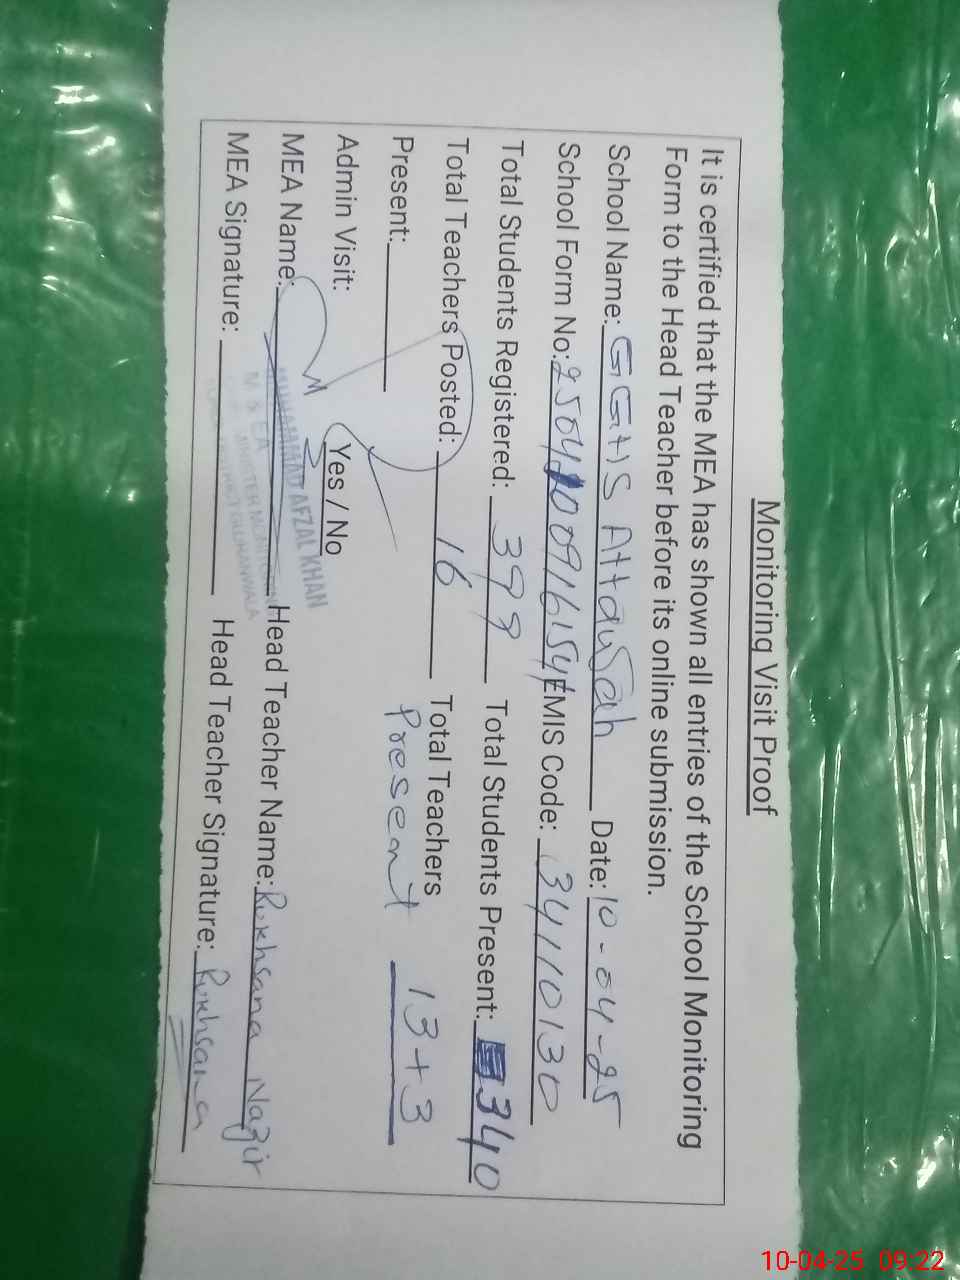 Monitoring Visit Proof
It is certified that the MEA has shown all entries of the School Monitoring
Form to the Head Teacher before its online submission.
School Name: GGHS Attawah Date: 10-04-25
School Form No: EMIS Code: 34110130
Total Students Registered: 399 Total Students Present: 340
Total Teachers Posted: 16 Total Teachers
Present: Present 13+3
Admin Visit: Yes / No
MUHAMMAD AFZAL KHAN
MEA Name: Head Teacher Name: Rukhsana Nazir
M & EA
MEA Signature: Head Teacher Signature: Rukhsana
10-04-25 09:22